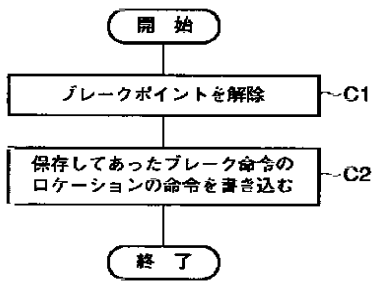 開 始
ブレークポイントを解除
C1
保存してあったブレーク命令の
ロケーションの命令を書き込む
C2
終 了